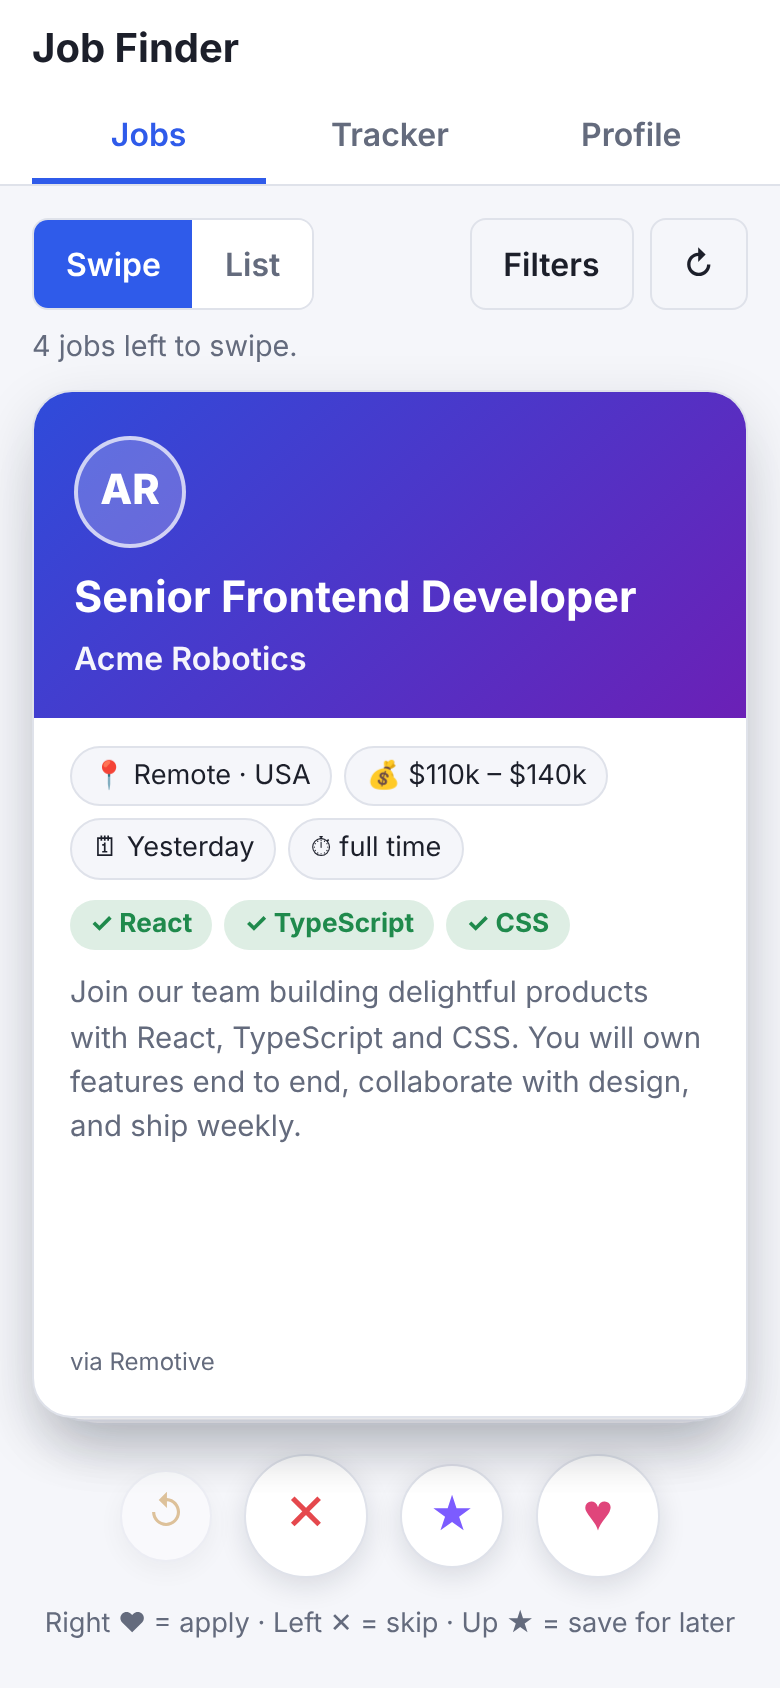 Job Finder
Jobs Tracker Profile
Swipe List Filters ↻
4 jobs left to swipe.
AR
Senior Frontend Developer
Acme Robotics
📍 Remote · USA 💰 $110k – $140k
🗓 Yesterday ⏱ full time
✓ React ✓ TypeScript ✓ CSS
Join our team building delightful products
with React, TypeScript and CSS. You will own
features end to end, collaborate with design,
and ship weekly.
via Remotive
↺ ✕ ★ ♥
Right ♥ = apply · Left ✕ = skip · Up ★ = save for later